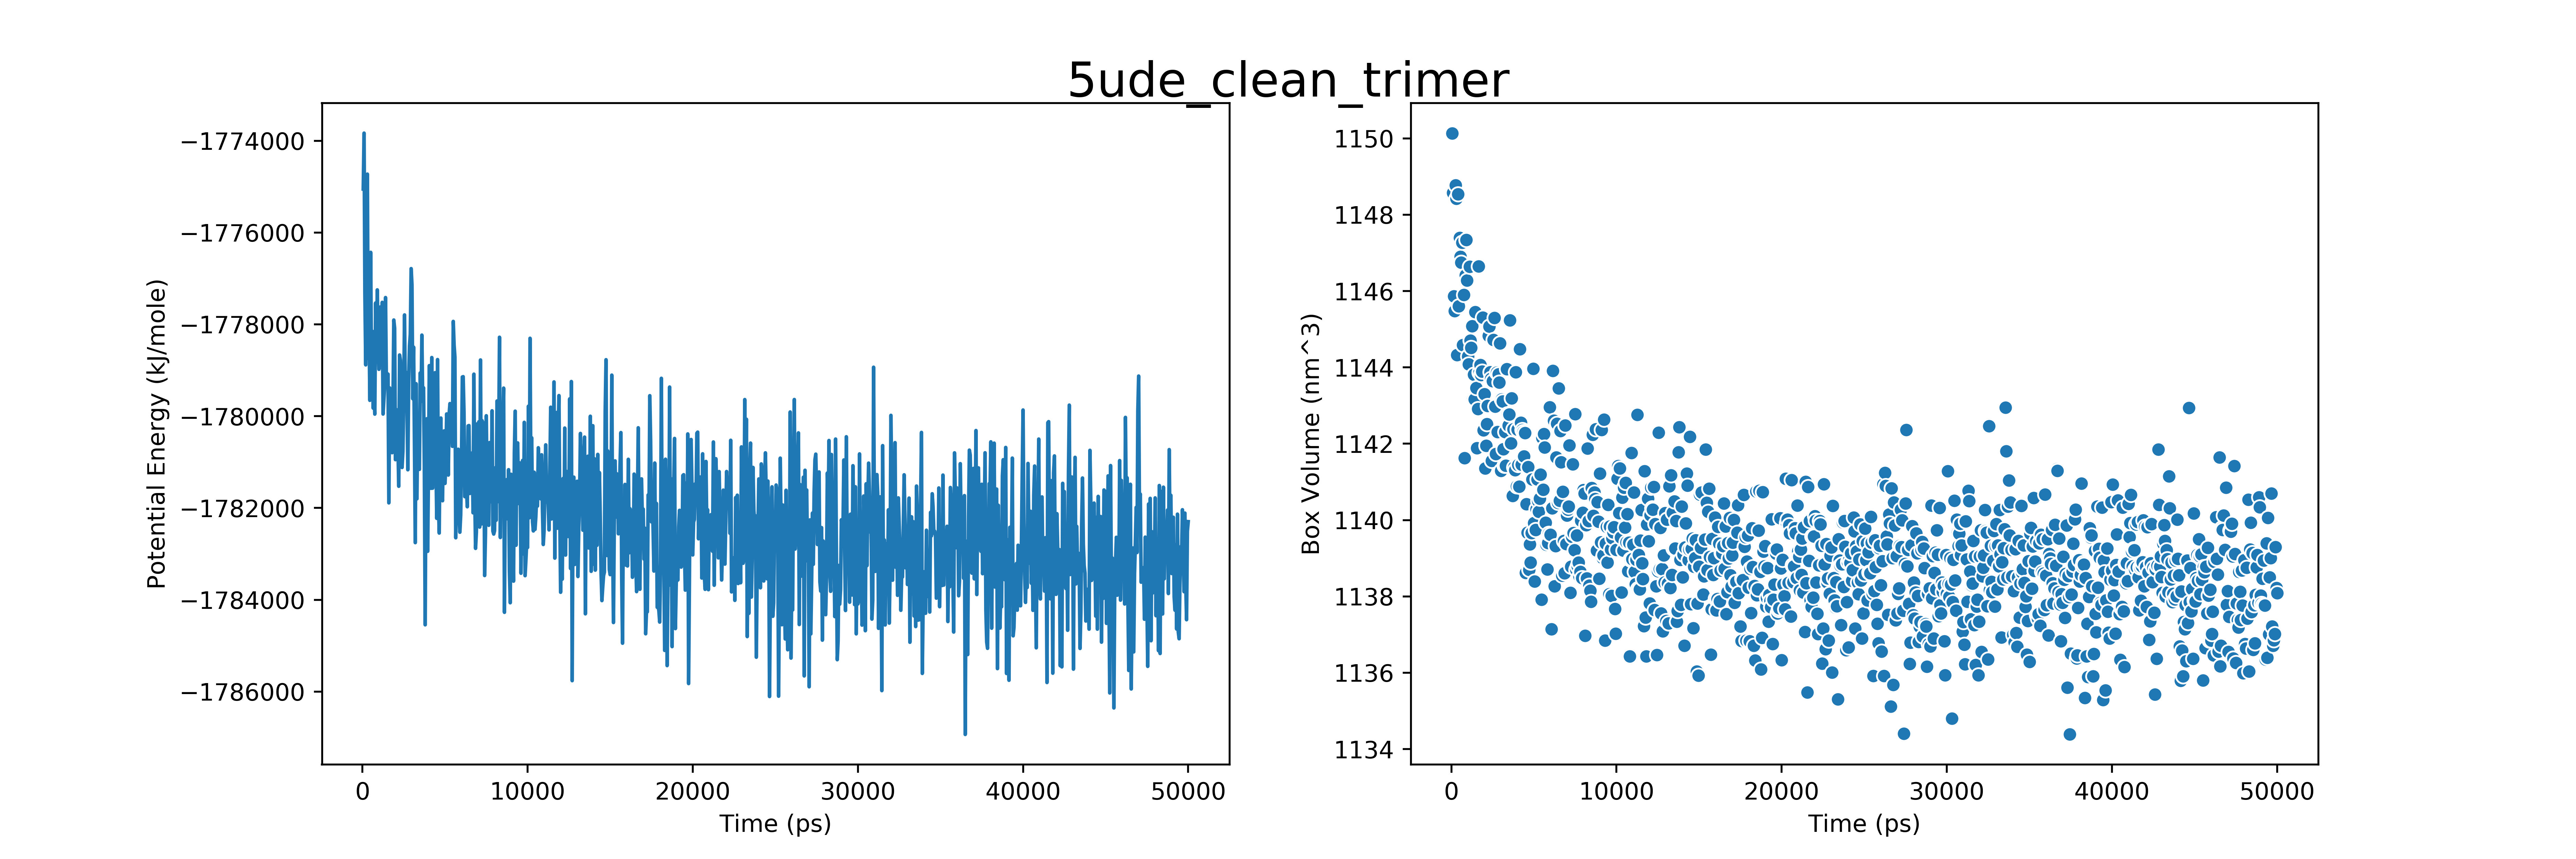 5ude_clean_trimer
Potential Energy (kJ/mole)
−1774000
−1776000
−1778000
−1780000
−1782000
−1784000
−1786000
0 10000 20000 30000 40000 50000
Time (ps)
Box Volume (nm^3)
1150
1148
1146
1144
1142
1140
1138
1136
1134
0 10000 20000 30000 40000 50000
Time (ps)